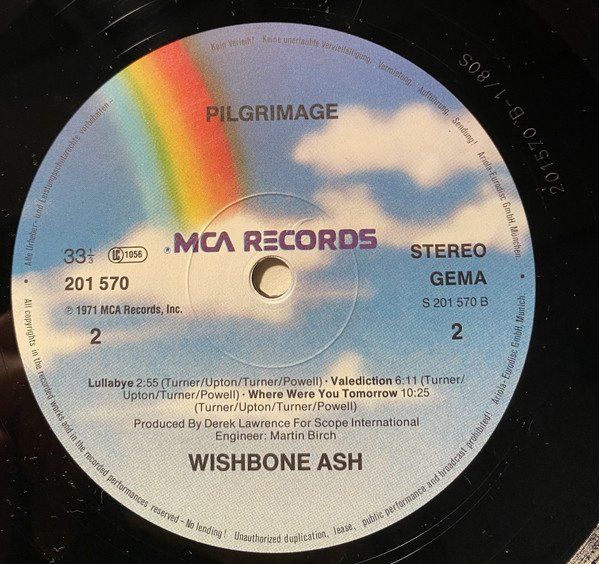 Alle Urheber- und Leistungsschutzrechte vorbehalten – Kein Verleih! Keine unerlaubte Vervielfältigung, Vermietung, Aufführung, Sendung! Ariola-Eurodisc GmbH, München.
PILGRIMAGE
201570 B-1/80S
®MCA RECORDS
33 1/3 LC 1056
STEREO
201 570
GEMA
℗ 1971 MCA Records, Inc.
S 201 570 B
2
2
Lullabye 2:55 (Turner/Upton/Turner/Powell) · Valediction 6:11 (Turner/
Upton/Turner/Powell) · Where Were You Tomorrow 10:25
(Turner/Upton/Turner/Powell)
Produced By Derek Lawrence For Scope International
Engineer: Martin Birch
WISHBONE ASH
All copyrights in the recorded works and in the recorded performances reserved – No lending! Unauthorized duplication, lease, public performance and broadcast prohibited! Ariola-Eurodisc GmbH, Munich.